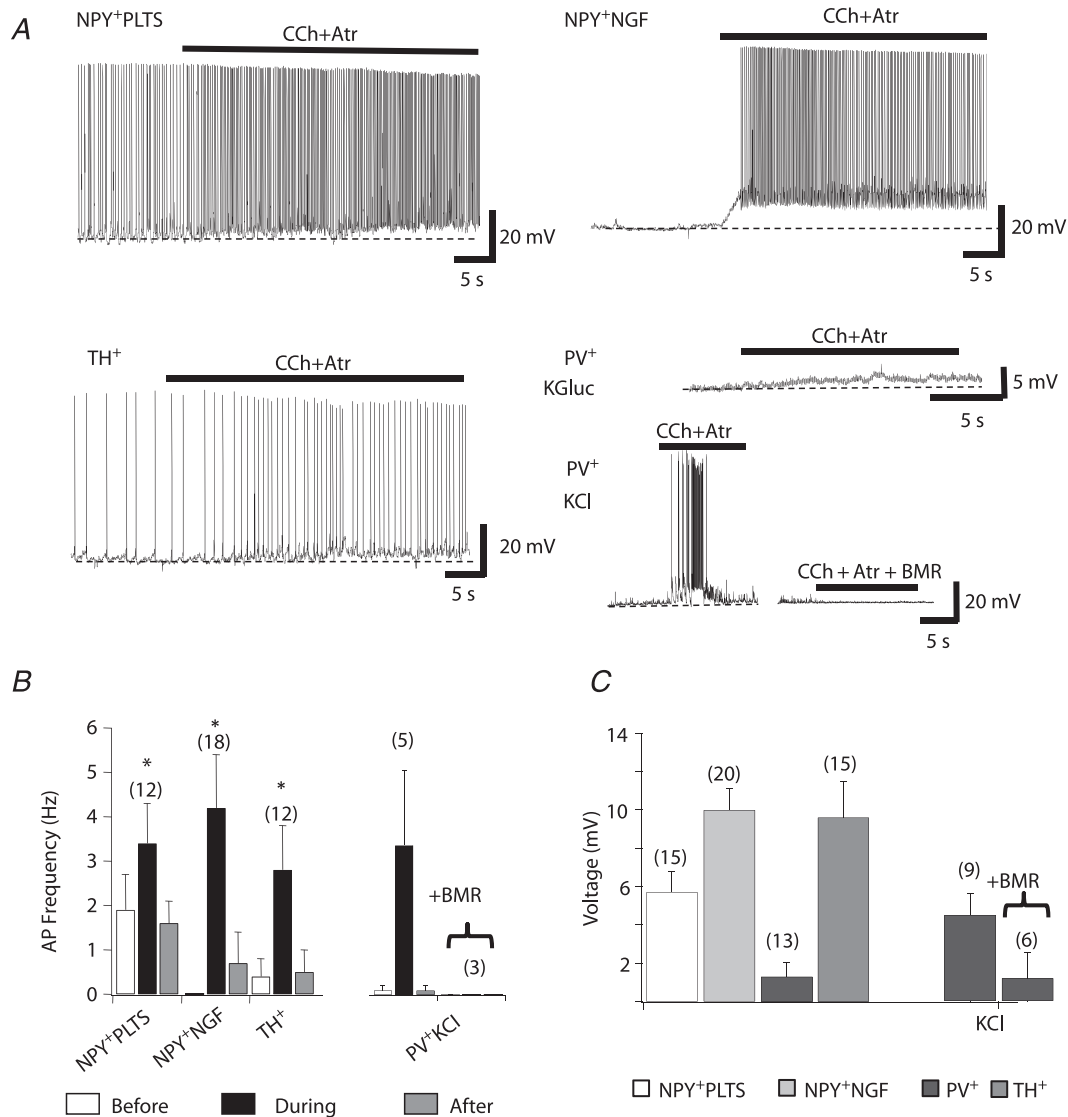 A
NPY+PLTS
CCh+Atr
20 mV
5 s
NPY+NGF
CCh+Atr
20 mV
5 s
TH+
CCh+Atr
20 mV
5 s
PV+
KGluc
CCh+Atr
5 mV
5 s
PV+
KCl
CCh+Atr
CCh + Atr + BMR
20 mV
5 s
B
AP Frequency (Hz)
6
5
4
3
2
1
0
*
(12)
*
(18)
*
(12)
(5)
+BMR
(3)
NPY+PLTS
NPY+NGF
TH+
PV+KCl
Before
During
After
C
Voltage (mV)
14
10
6
2
(15)
(20)
(13)
(15)
(9)
+BMR
(6)
KCl
NPY+PLTS
NPY+NGF
PV+
TH+